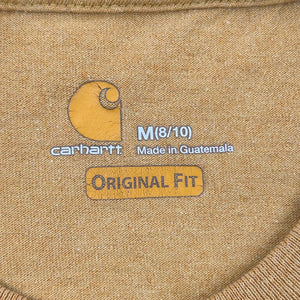 carhartt
M(8/10)
Made in Guatemala
ORIGINAL FIT